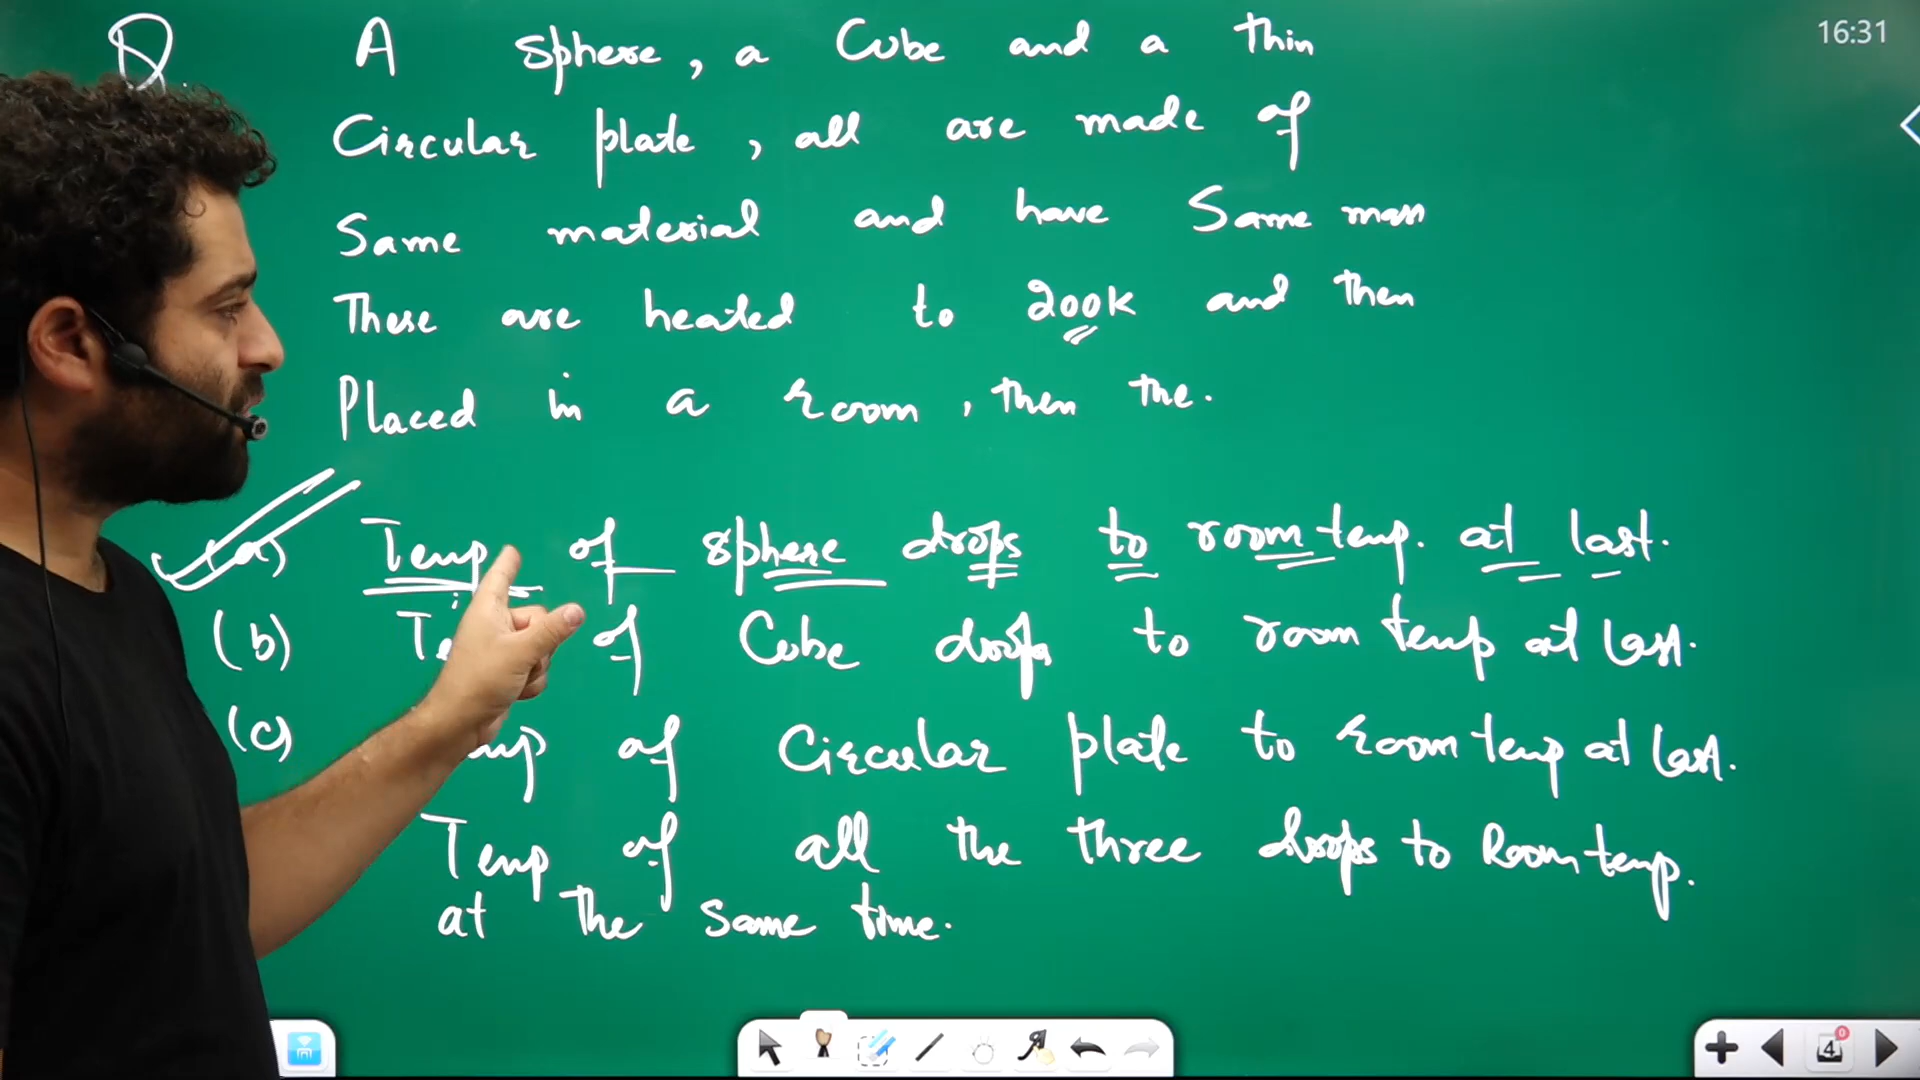 16:31
Q. A sphere, a Cube and a thin
Circular plate, all are made of
Same material and have Same mass
These are heated to 200K and then
Placed in a room, then the.
(a) Temp of sphere drops to room temp. at last.
(b) of Cube drops to room temp at last.
(c) of Circular plate to room temp at last.
Temp of all the three drops to Room temp.
at the same time.
4
0